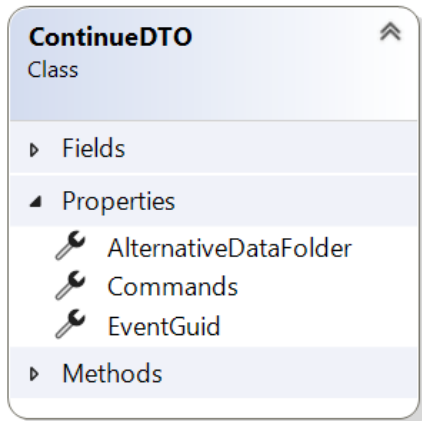 ContinueDTO
Class
Fields
Properties
AlternativeDataFolder
Commands
EventGuid
Methods